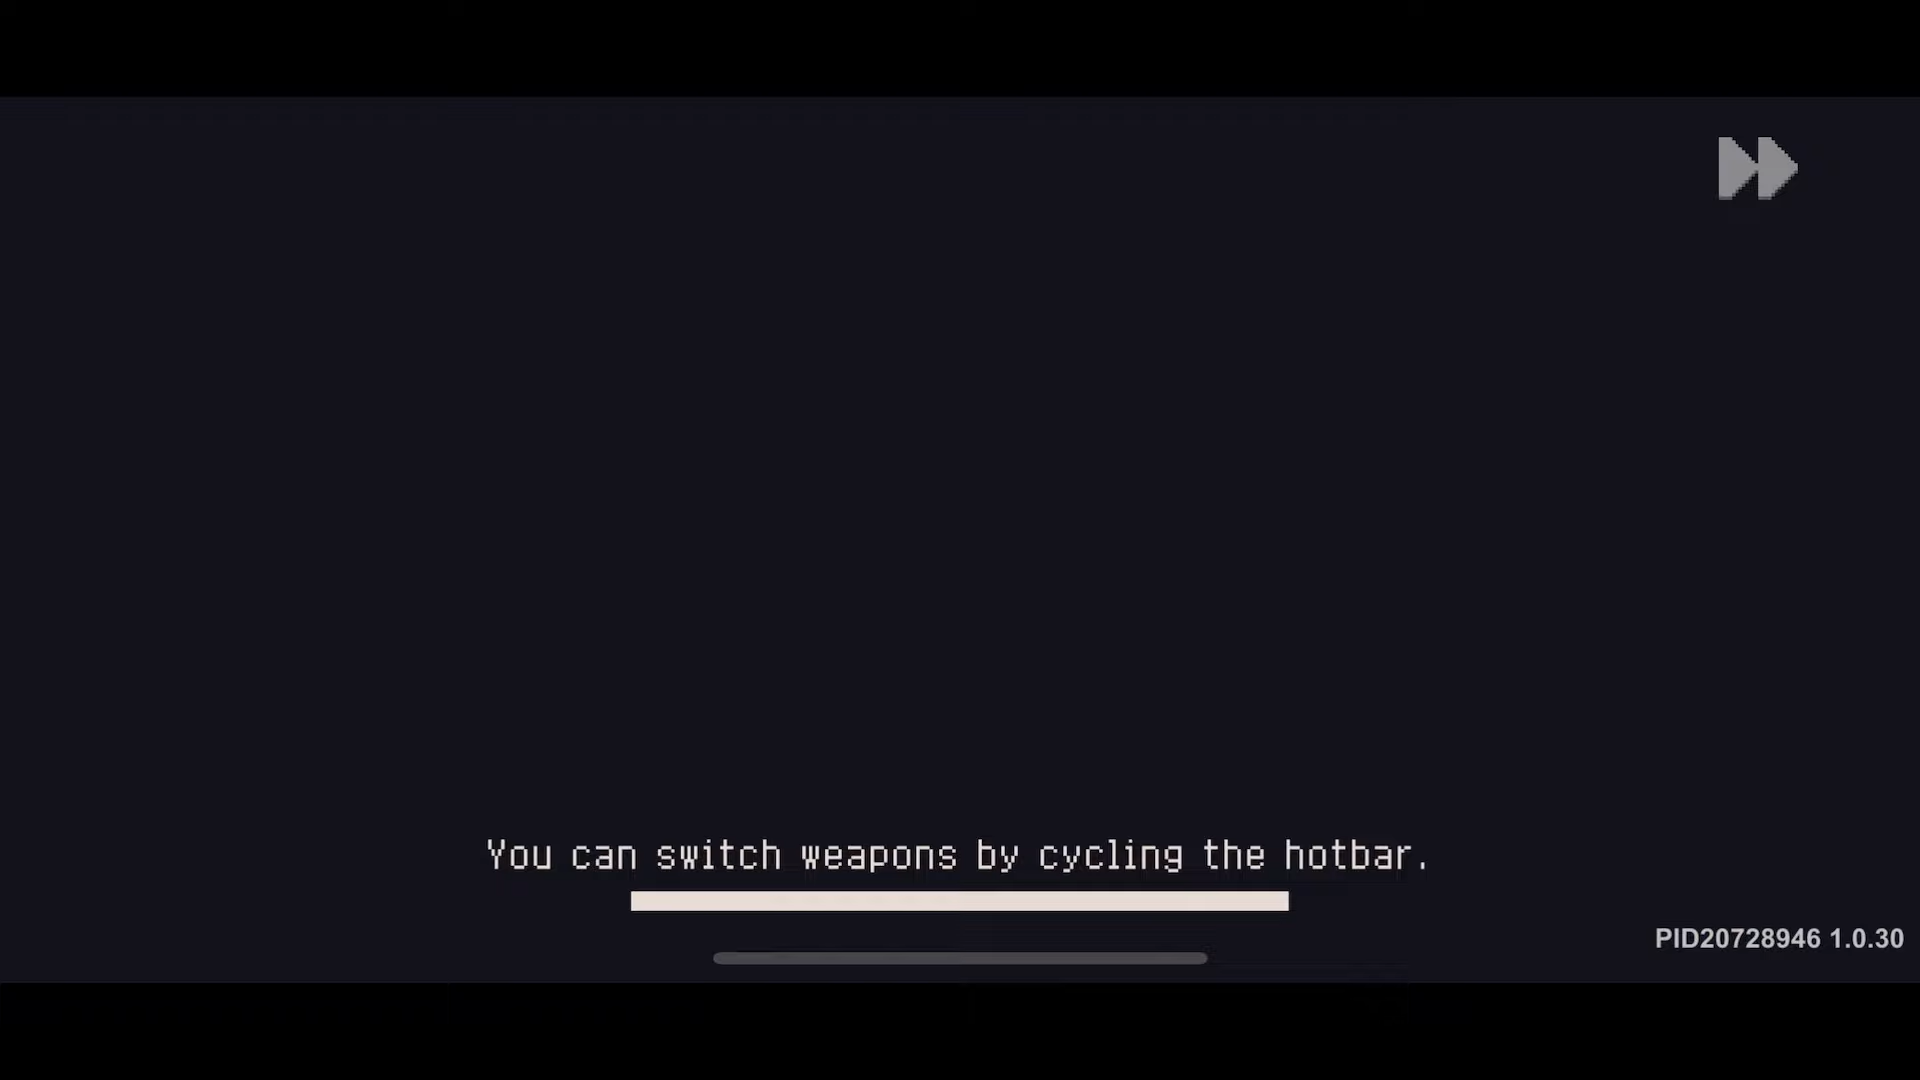 You can switch weapons by cycling the hotbar.
PID20728946 1.0.30